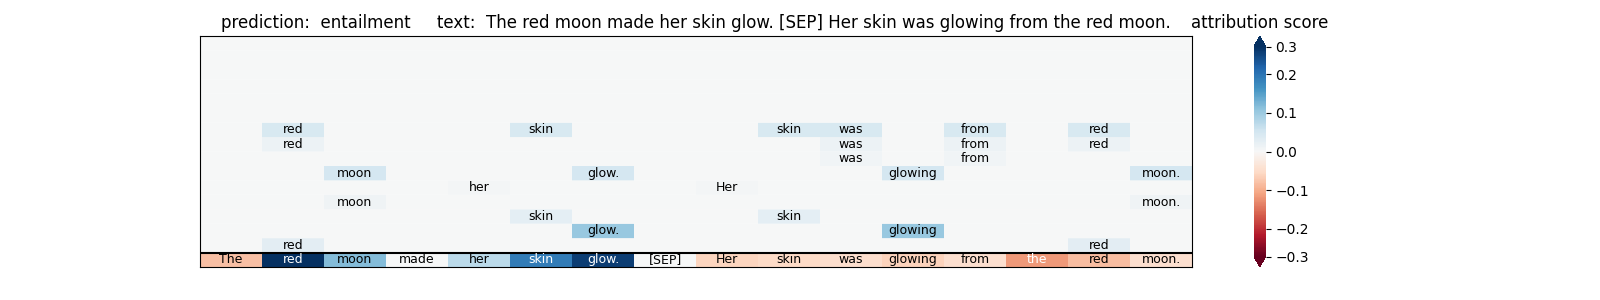 prediction:  entailment     text:  The red moon made her skin glow. [SEP] Her skin was glowing from the red moon.    attribution score
0.3
0.2
red skin skin was from red
0.1
red was from red
was from
0.0
moon glow. glowing moon.
her Her
−0.1
moon moon.
skin skin
glow. glowing
−0.2
red red
−0.3
The red moon made her skin glow. [SEP] Her skin was glowing from the red moon.